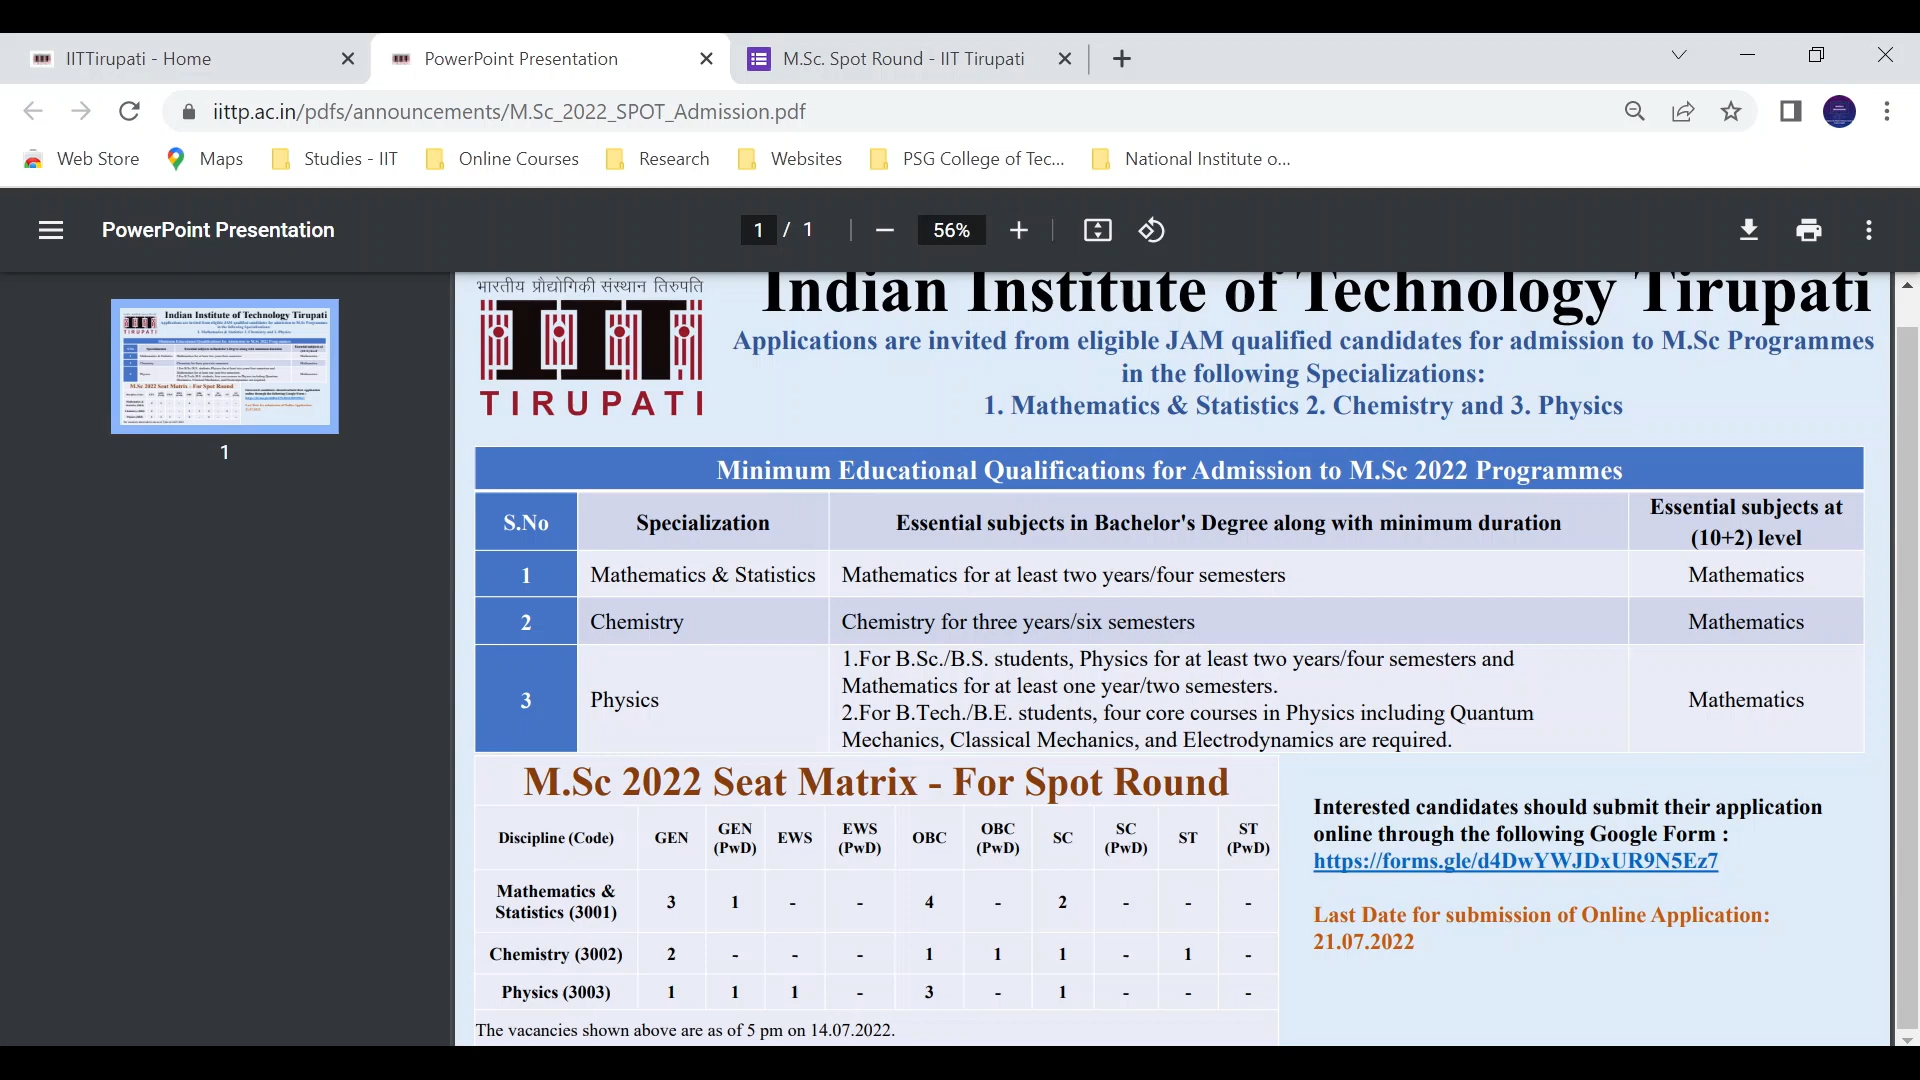 IITTirupati - Home
PowerPoint Presentation
M.Sc. Spot Round - IIT Tirupati
iittp.ac.in/pdfs/announcements/M.Sc_2022_SPOT_Admission.pdf
Web Store Maps Studies - IIT Online Courses Research Websites PSG College of Tec... National Institute o...
PowerPoint Presentation 1 / 1 56%
भारतीय प्रौद्योगिकी संस्थान तिरुपति
TIRUPATI
Indian Institute of Technology Tirupati
Applications are invited from eligible JAM qualified candidates for admission to M.Sc Programmes
in the following Specializations:
1. Mathematics & Statistics 2. Chemistry and 3. Physics
1
Minimum Educational Qualifications for Admission to M.Sc 2022 Programmes
S.No Specialization Essential subjects in Bachelor's Degree along with minimum duration Essential subjects at
(10+2) level
1 Mathematics & Statistics Mathematics for at least two years/four semesters Mathematics
2 Chemistry Chemistry for three years/six semesters Mathematics
3 Physics 1.For B.Sc./B.S. students, Physics for at least two years/four semesters and
Mathematics for at least one year/two semesters.
2.For B.Tech./B.E. students, four core courses in Physics including Quantum
Mechanics, Classical Mechanics, and Electrodynamics are required. Mathematics
M.Sc 2022 Seat Matrix - For Spot Round
Discipline (Code) GEN GEN (PwD) EWS EWS (PwD) OBC OBC (PwD) SC SC (PwD) ST ST (PwD)
Mathematics &
Statistics (3001) 3 1 - - 4 - 2 - - -
Chemistry (3002) 2 - - - 1 1 1 - 1 -
Physics (3003) 1 1 1 - 3 - 1 - - -
The vacancies shown above are as of 5 pm on 14.07.2022.
Interested candidates should submit their application
online through the following Google Form :
https://forms.gle/d4DwYWJDxUR9N5Ez7
Last Date for submission of Online Application:
21.07.2022